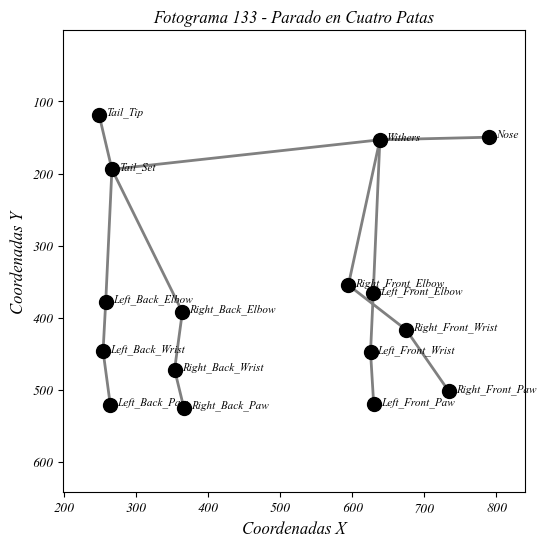 Fotograma 133 - Parado en Cuatro Patas
Coordenadas Y
100
200
300
400
500
600
Tail_Tip
Withers
Nose
Tail_Set
Right_Front_Elbow
Left_Front_Elbow
Left_Back_Elbow
Right_Back_Elbow
Right_Front_Wrist
Left_Back_Wrist
Left_Front_Wrist
Right_Back_Wrist
Right_Front_Paw
Left_Back_Paw
Right_Back_Paw
Left_Front_Paw
200 300 400 500 600 700 800
Coordenadas X